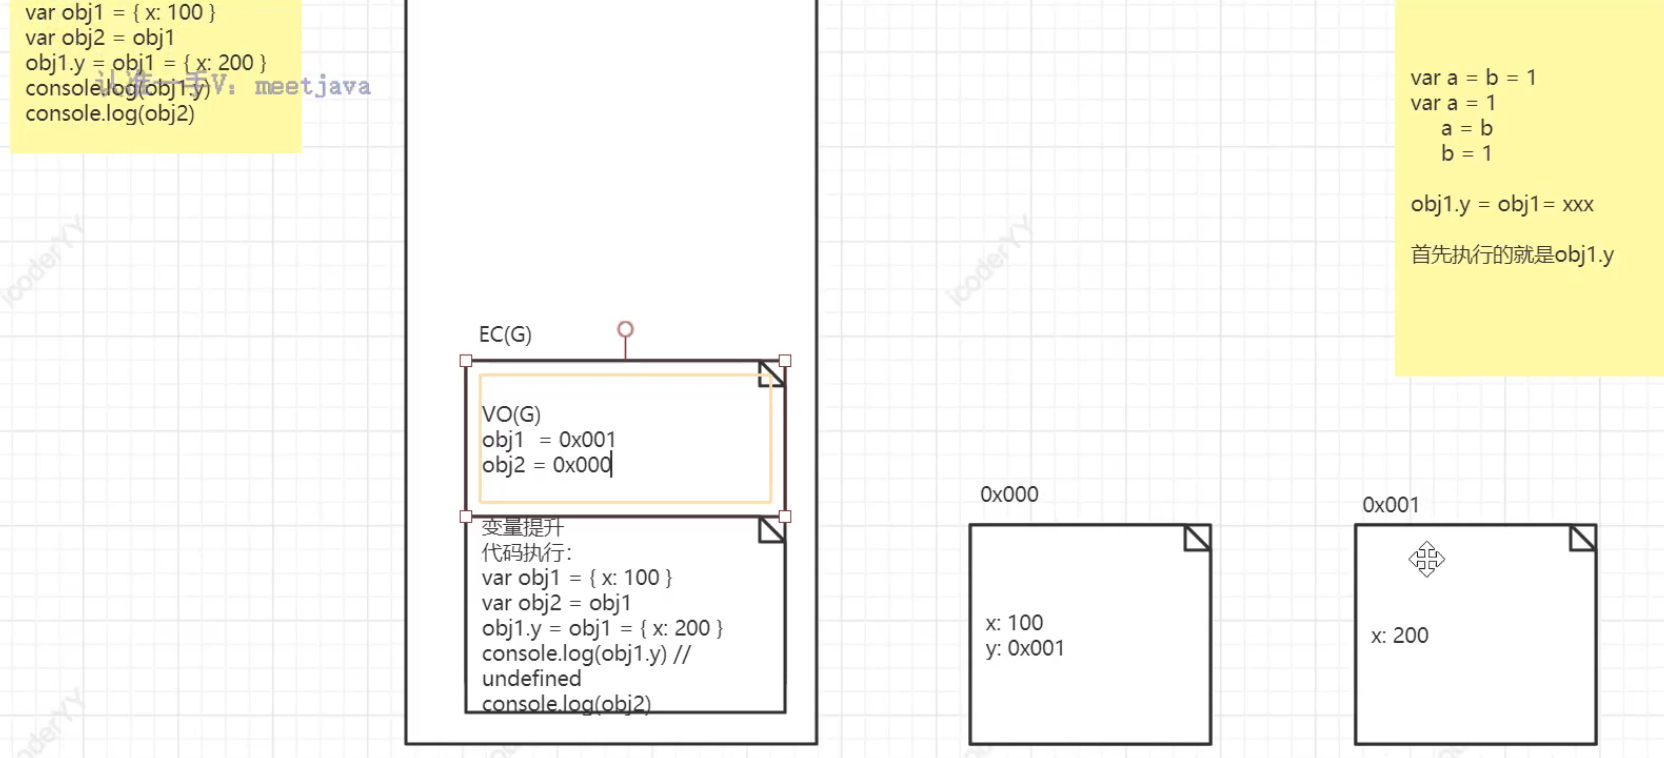 var obj1 = { x: 100 }
var obj2 = obj1
obj1.y = obj1 = { x: 200 }
console.log(obj1.y)
console.log(obj2)
认准一手V：meetjava
var a = b = 1
var a = 1
a = b
b = 1
obj1.y = obj1= xxx
首先执行的就是obj1.y
icoderYY
icoderYY
EC(G)
VO(G)
obj1 = 0x001
obj2 = 0x000
变量提升
代码执行：
var obj1 = { x: 100 }
var obj2 = obj1
obj1.y = obj1 = { x: 200 }
console.log(obj1.y) //
undefined
console.log(obj2)
0x000
x: 100
y: 0x001
0x001
x: 200